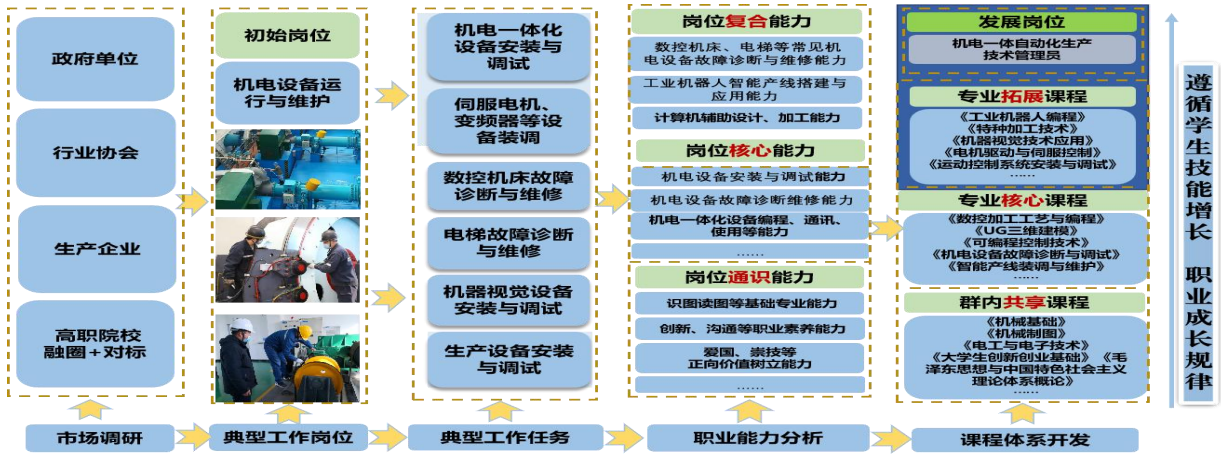 政府单位
行业协会
生产企业
高职院校
融圈+对标
市场调研
初始岗位
机电设备运
行与维护
典型工作岗位
机电一体化
设备安装与
调试
伺服电机、
变频器等设
备装调
数控机床故障
诊断与维修
电梯故障诊断
与维修
机器视觉设备
安装与调试
生产设备安装
与调试
典型工作任务
岗位复合能力
数控机床、电梯等常见机
电设备故障诊断与维修能力
工业机器人智能产线搭建与
应用能力
计算机辅助设计、加工能力
岗位核心能力
机电设备安装与调试能力
机电设备故障诊断维修能力
机电一体化设备编程、通讯、
使用等能力
……
岗位通识能力
识图读图等基础专业能力
创新、沟通等职业素养能力
爱国、崇技等
正向价值树立能力
……
职业能力分析
发展岗位
机电一体自动化生产
技术管理员
专业拓展课程
《工业机器人编程》
《特种加工技术》
《机器视觉技术应用》
《电机驱动与伺服控制》
《运动控制系统安装与调试》
……
专业核心课程
《数控加工工艺与编程》
《UG三维建模》
《可编程控制技术》
《机电设备故障诊断与调试》
《智能产线装调与维护》
……
群内共享课程
《机械基础》
《机械制图》
《电工与电子技术》
《大学生创新创业基础》《毛
泽东思想与中国特色社会主义
理论体系概论》
……
课程体系开发
遵循学生技能增长 职业成长规律